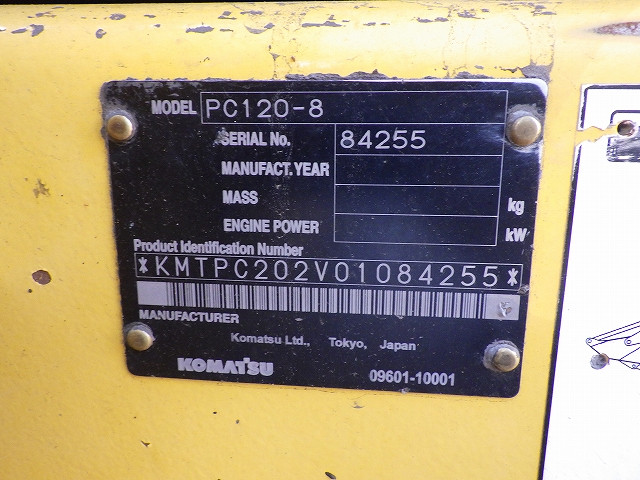 MODEL PC120-8
SERIAL No. 84255
MANUFACT. YEAR
MASS kg
ENGINE POWER kW
Product Identification Number
*KMTPC202V01084255*
MANUFACTURER
Komatsu Ltd., Tokyo, Japan
KOMATSU 09601-10001